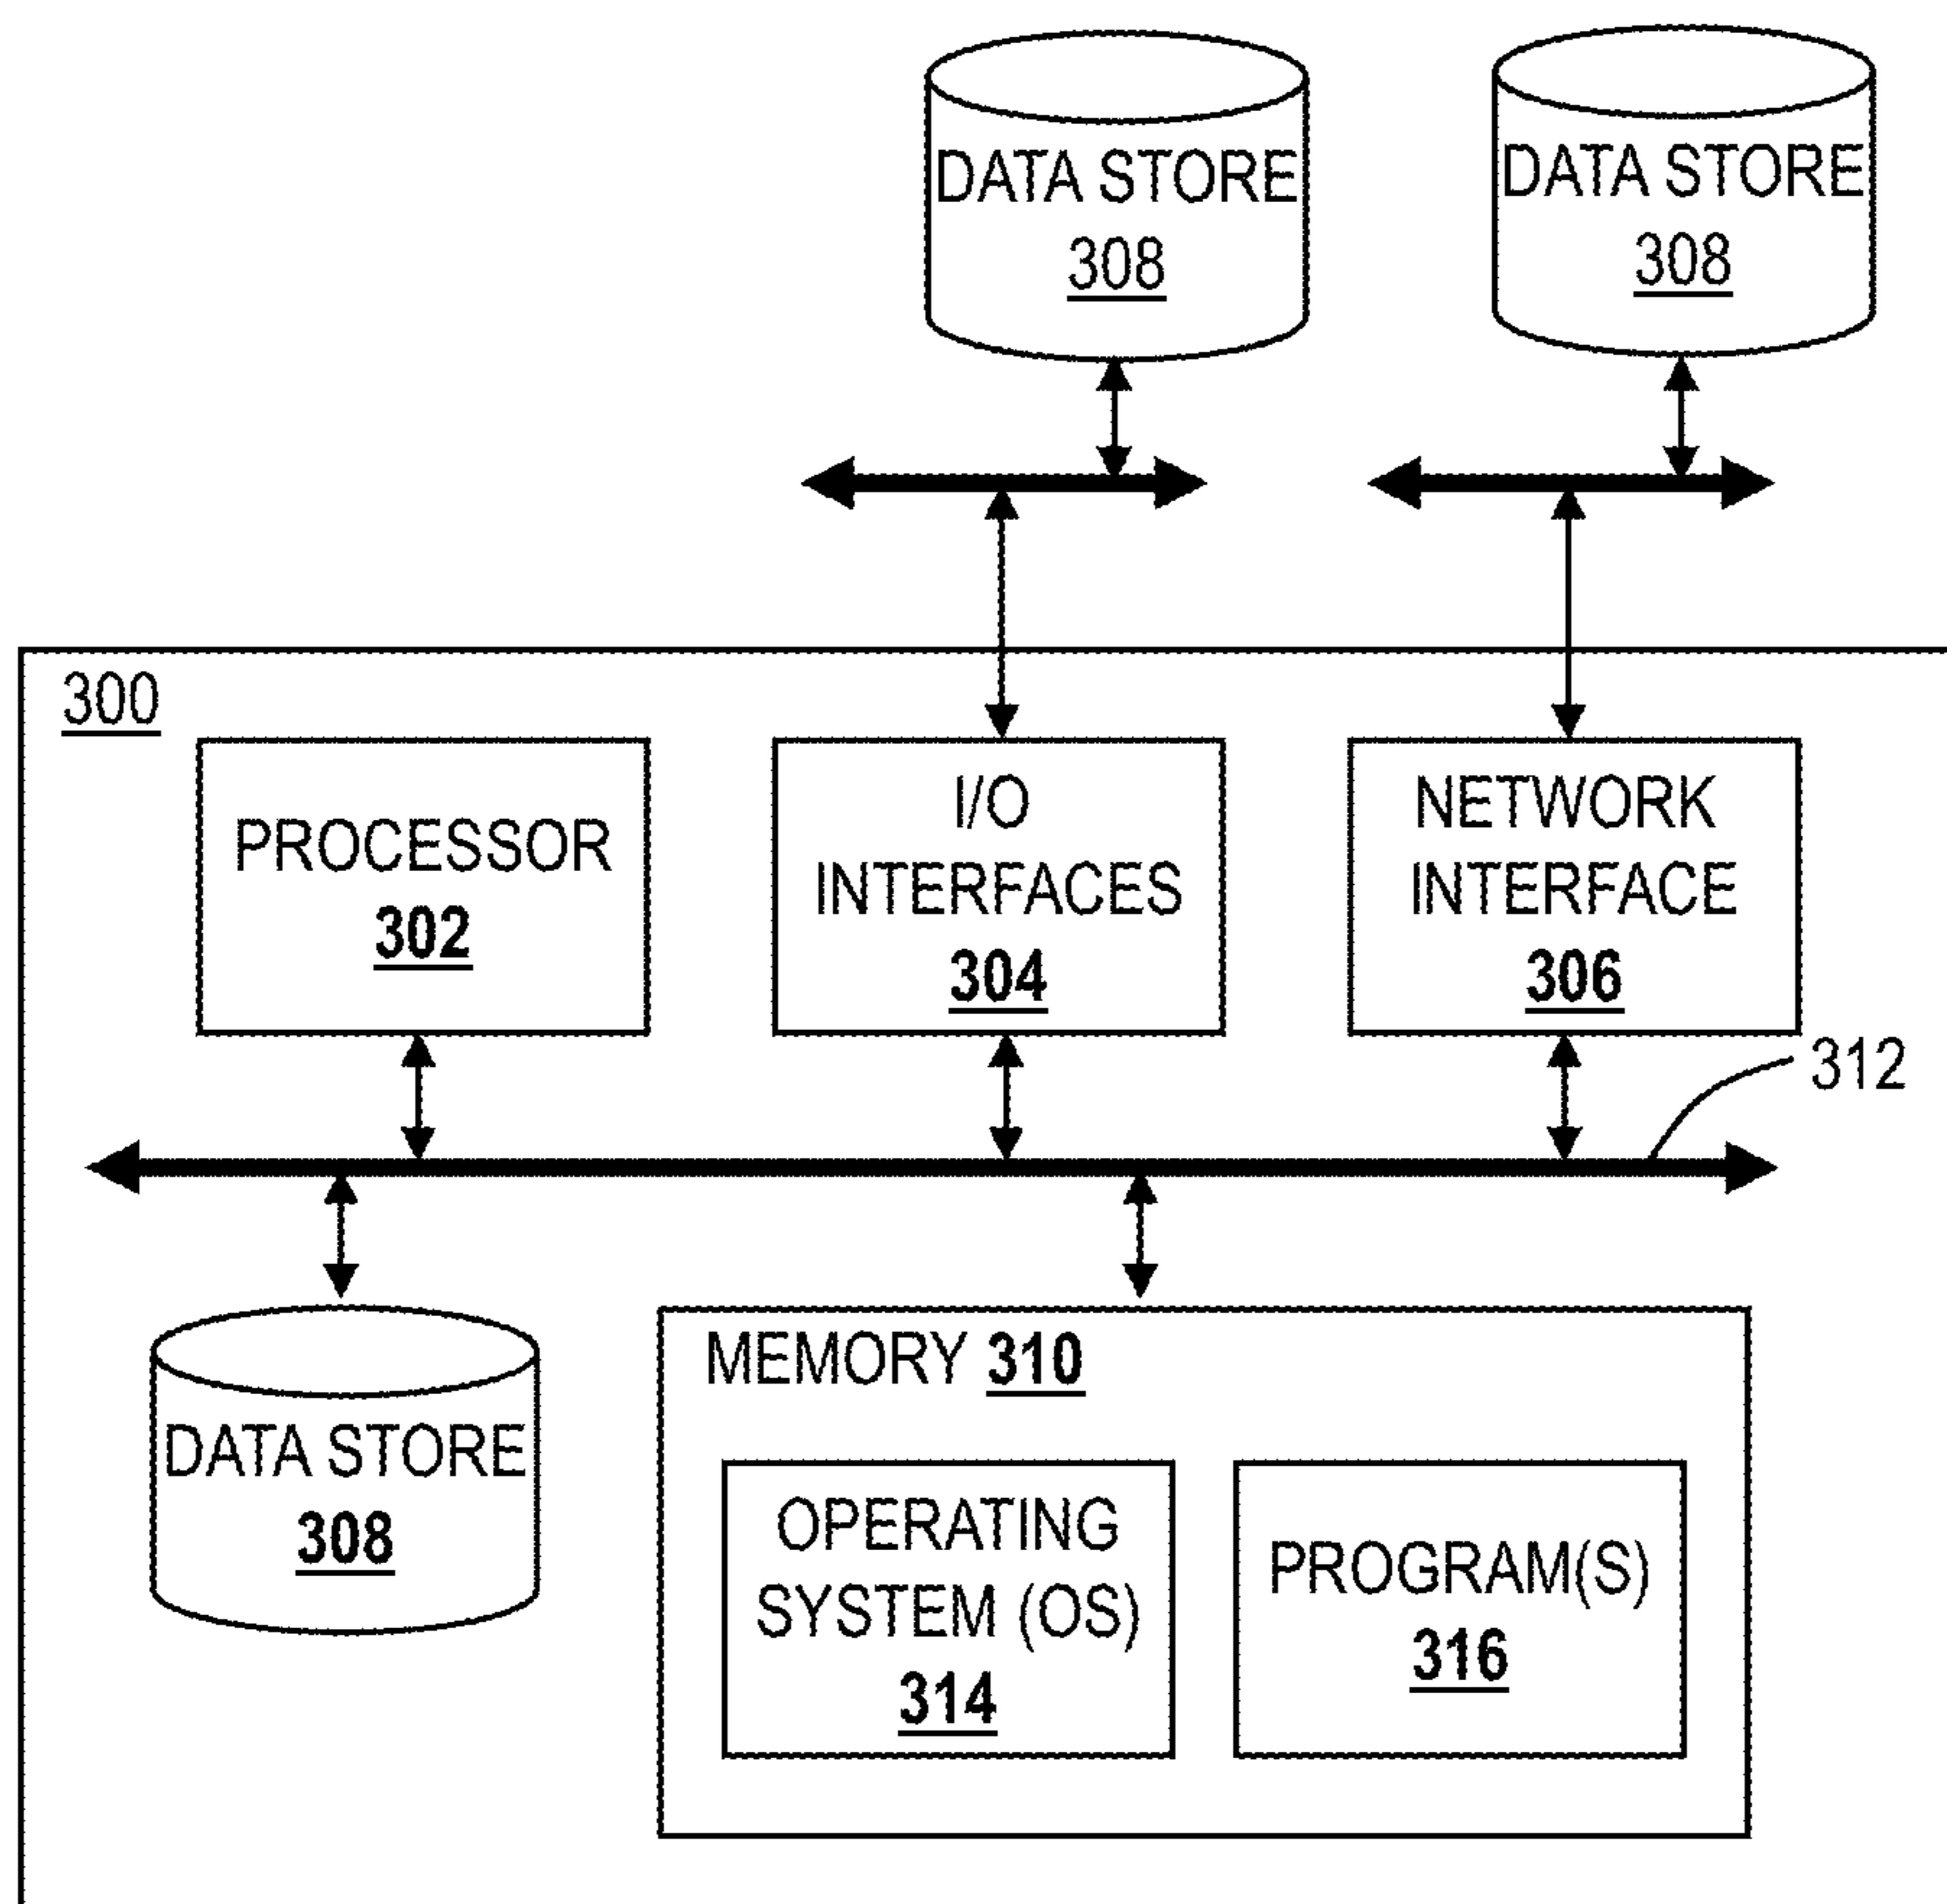 DATA STORE
308
DATA STORE
308
300
PROCESSOR
302
I/O
INTERFACES
304
NETWORK
INTERFACE
306
312
DATA STORE
308
MEMORY 310
OPERATING
SYSTEM (OS)
314
PROGRAM(S)
316